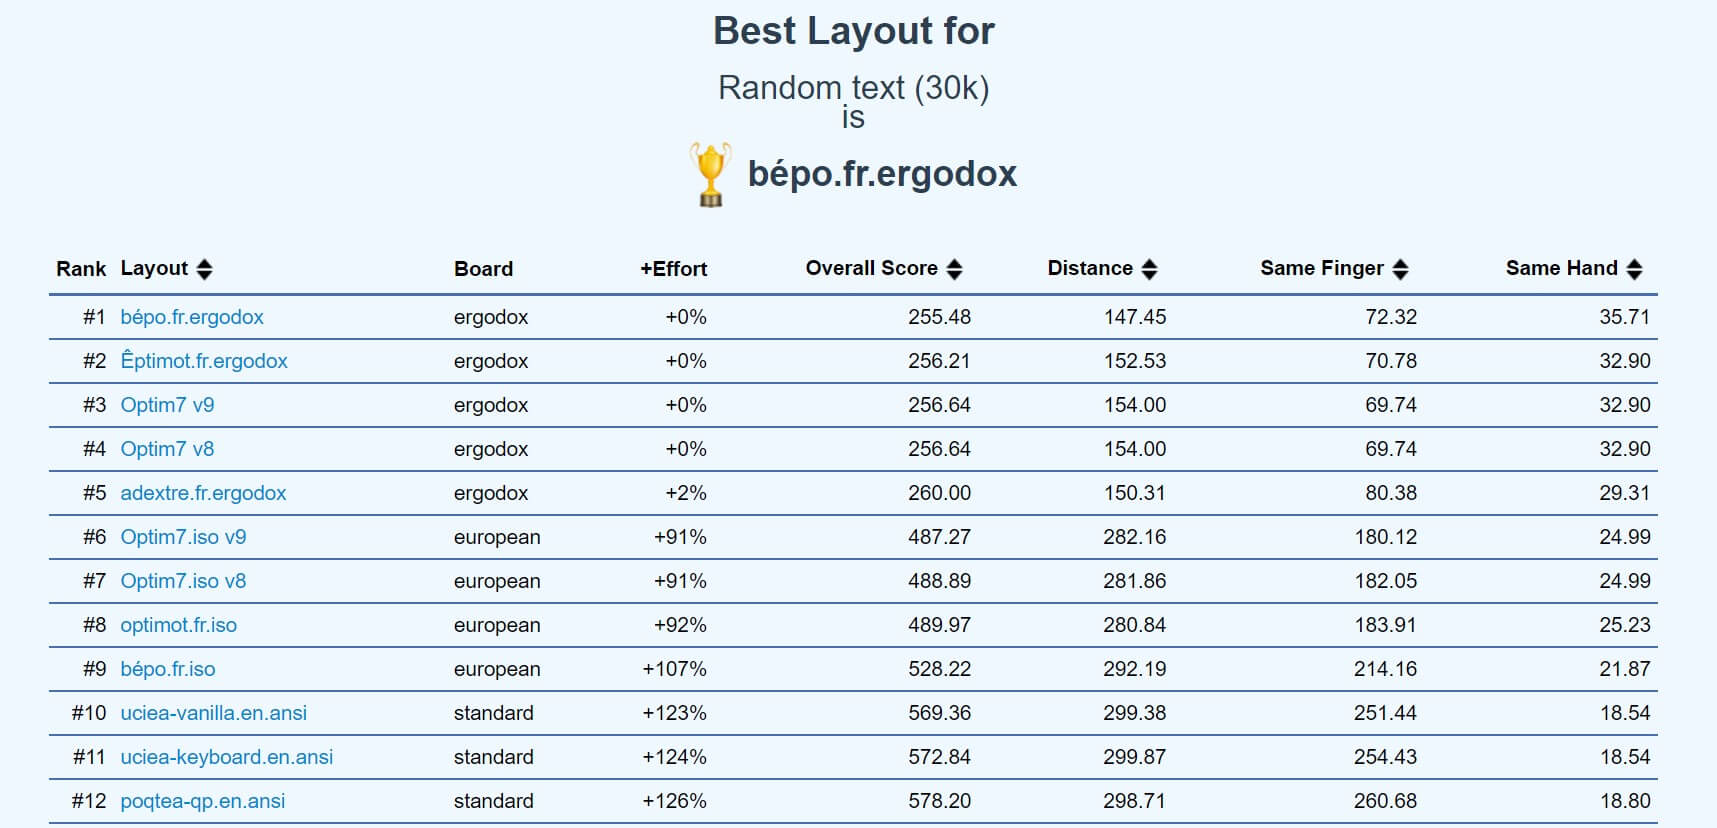 Best Layout for
Random text (30k)
is
bépo.fr.ergodox
Rank Layout Board +Effort Overall Score Distance Same Finger Same Hand
#1 bépo.fr.ergodox ergodox +0% 255.48 147.45 72.32 35.71
#2 Êptimot.fr.ergodox ergodox +0% 256.21 152.53 70.78 32.90
#3 Optim7 v9 ergodox +0% 256.64 154.00 69.74 32.90
#4 Optim7 v8 ergodox +0% 256.64 154.00 69.74 32.90
#5 adextre.fr.ergodox ergodox +2% 260.00 150.31 80.38 29.31
#6 Optim7.iso v9 european +91% 487.27 282.16 180.12 24.99
#7 Optim7.iso v8 european +91% 488.89 281.86 182.05 24.99
#8 optimot.fr.iso european +92% 489.97 280.84 183.91 25.23
#9 bépo.fr.iso european +107% 528.22 292.19 214.16 21.87
#10 uciea-vanilla.en.ansi standard +123% 569.36 299.38 251.44 18.54
#11 uciea-keyboard.en.ansi standard +124% 572.84 299.87 254.43 18.54
#12 poqtea-qp.en.ansi standard +126% 578.20 298.71 260.68 18.80